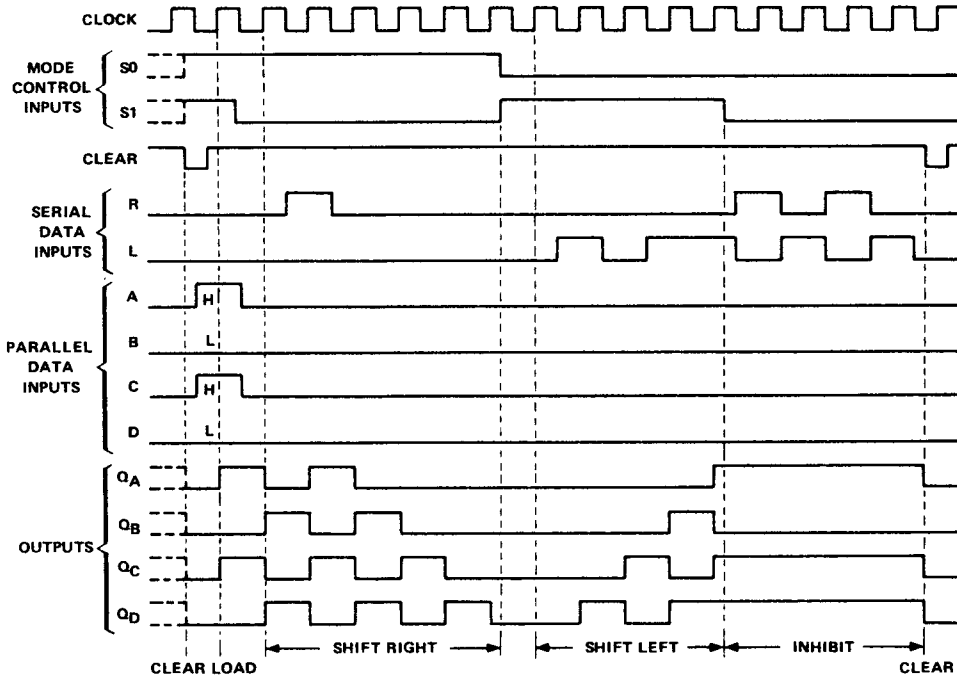 CLOCK
MODE
CONTROL
INPUTS
S0
S1
CLEAR
SERIAL
DATA
INPUTS
R
L
PARALLEL
DATA
INPUTS
A
H
B
L
C
H
D
L
OUTPUTS
QA
QB
QC
QD
SHIFT RIGHT
SHIFT LEFT
INHIBIT
CLEAR LOAD
CLEAR